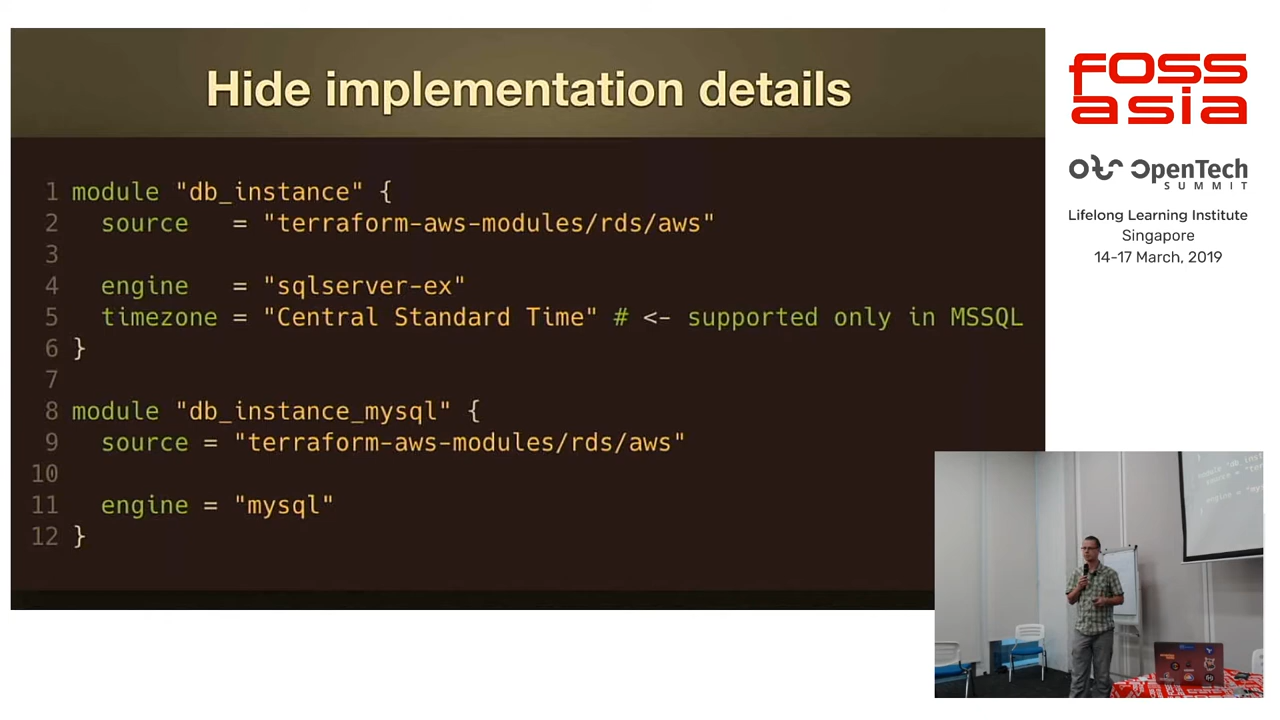 Hide implementation details
1 module "db_instance" {
2 source = "terraform-aws-modules/rds/aws"
3
4 engine = "sqlserver-ex"
5 timezone = "Central Standard Time" # <- supported only in MSSQL
6 }
7
8 module "db_instance_mysql" {
9 source = "terraform-aws-modules/rds/aws"
10
11 engine = "mysql"
12 }
FOSS
asia
OpenTech
SUMMIT
Lifelong Learning Institute
Singapore
14-17 March, 2019